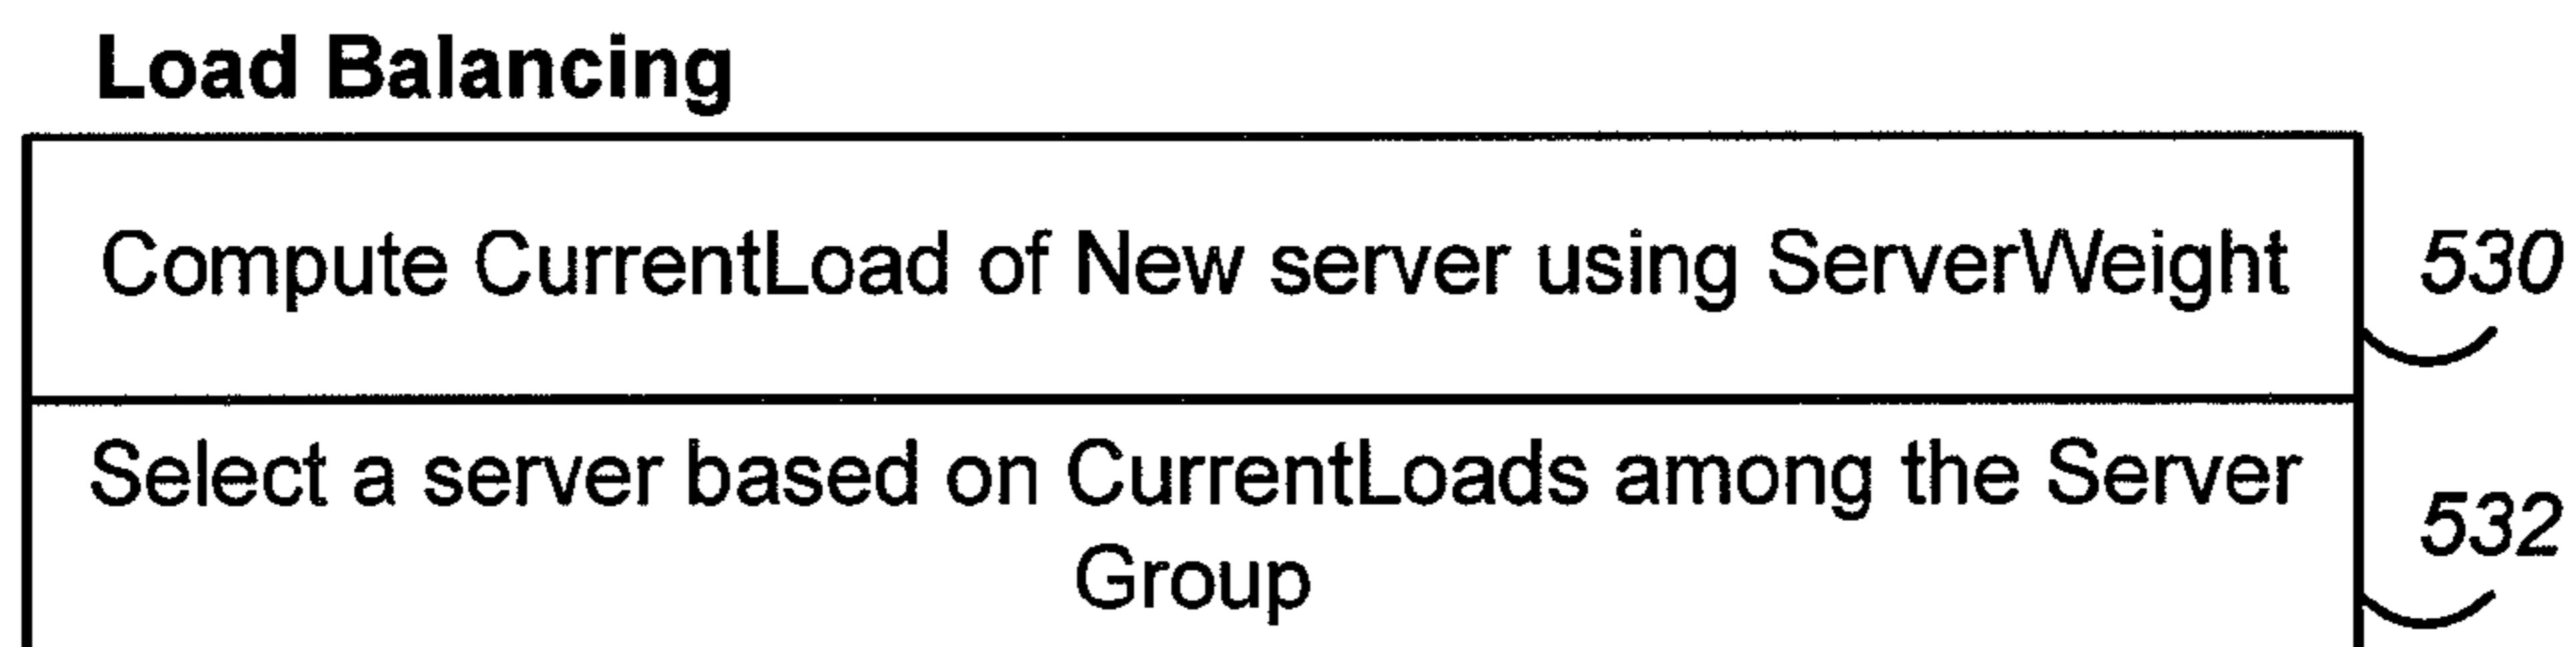 Load Balancing
Compute CurrentLoad of New server using ServerWeight
530
Select a server based on CurrentLoads among the Server
Group
532